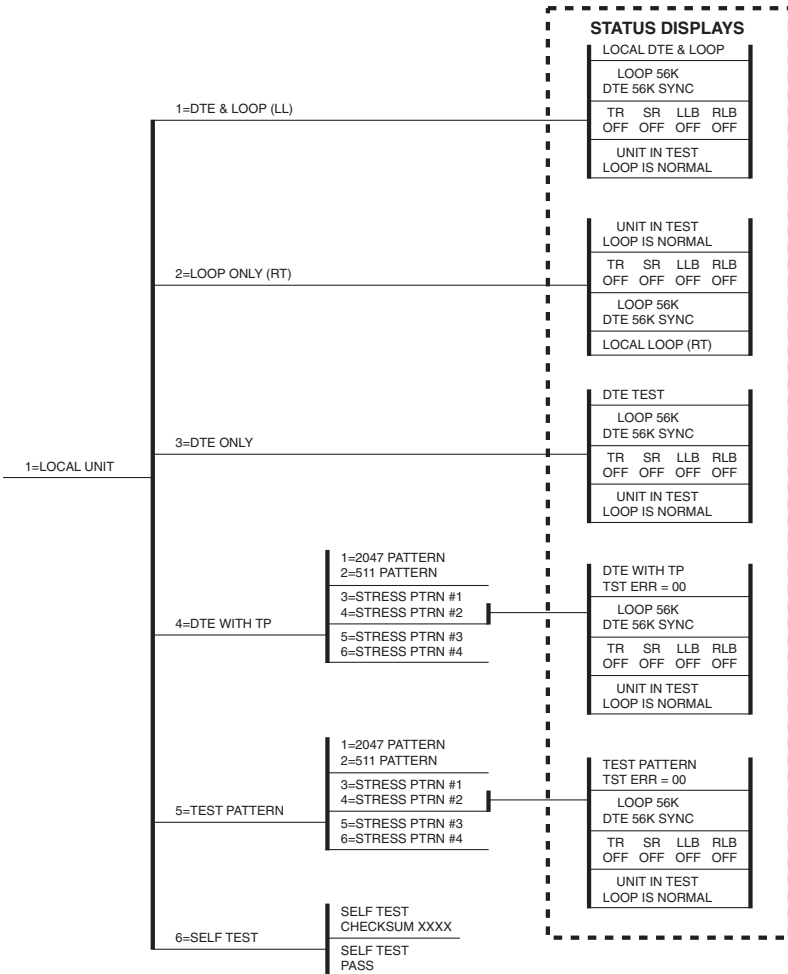 STATUS DISPLAYS
1=LOCAL UNIT
1=DTE & LOOP (LL)
LOCAL DTE & LOOP
LOOP 56K
DTE 56K SYNC
TR SR LLB RLB
OFF OFF OFF OFF
UNIT IN TEST
LOOP IS NORMAL
2=LOOP ONLY (RT)
UNIT IN TEST
LOOP IS NORMAL
TR SR LLB RLB
OFF OFF OFF OFF
LOOP 56K
DTE 56K SYNC
LOCAL LOOP (RT)
3=DTE ONLY
DTE TEST
LOOP 56K
DTE 56K SYNC
TR SR LLB RLB
OFF OFF OFF OFF
UNIT IN TEST
LOOP IS NORMAL
4=DTE WITH TP
1=2047 PATTERN
2=511 PATTERN
3=STRESS PTRN #1
4=STRESS PTRN #2
5=STRESS PTRN #3
6=STRESS PTRN #4
DTE WITH TP
TST ERR = 00
LOOP 56K
DTE 56K SYNC
TR SR LLB RLB
OFF OFF OFF OFF
UNIT IN TEST
LOOP IS NORMAL
5=TEST PATTERN
1=2047 PATTERN
2=511 PATTERN
3=STRESS PTRN #1
4=STRESS PTRN #2
5=STRESS PTRN #3
6=STRESS PTRN #4
TEST PATTERN
TST ERR = 00
LOOP 56K
DTE 56K SYNC
TR SR LLB RLB
OFF OFF OFF OFF
UNIT IN TEST
LOOP IS NORMAL
6=SELF TEST
SELF TEST
CHECKSUM XXXX
SELF TEST
PASS